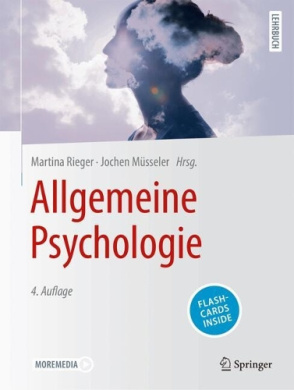 LEHRBUCH
Martina Rieger · Jochen Müsseler Hrsg.
Allgemeine
Psychologie
4. Auflage
FLASH-
CARDS
INSIDE
MOREMEDIA
Springer